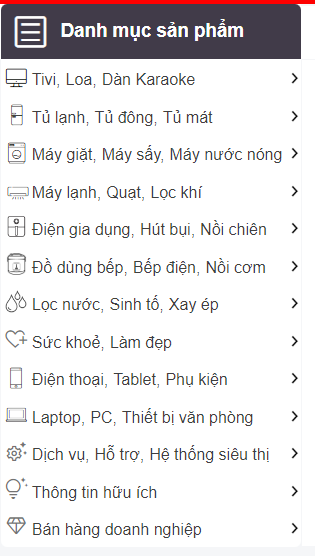 Danh mục sản phẩm
Tivi, Loa, Dàn Karaoke
Tủ lạnh, Tủ đông, Tủ mát
Máy giặt, Máy sấy, Máy nước nóng
Máy lạnh, Quạt, Lọc khí
Điện gia dụng, Hút bụi, Nồi chiên
Đồ dùng bếp, Bếp điện, Nồi cơm
Lọc nước, Sinh tố, Xay ép
Sức khoẻ, Làm đẹp
Điện thoại, Tablet, Phụ kiện
Laptop, PC, Thiết bị văn phòng
Dịch vụ, Hỗ trợ, Hệ thống siêu thị
Thông tin hữu ích
Bán hàng doanh nghiệp